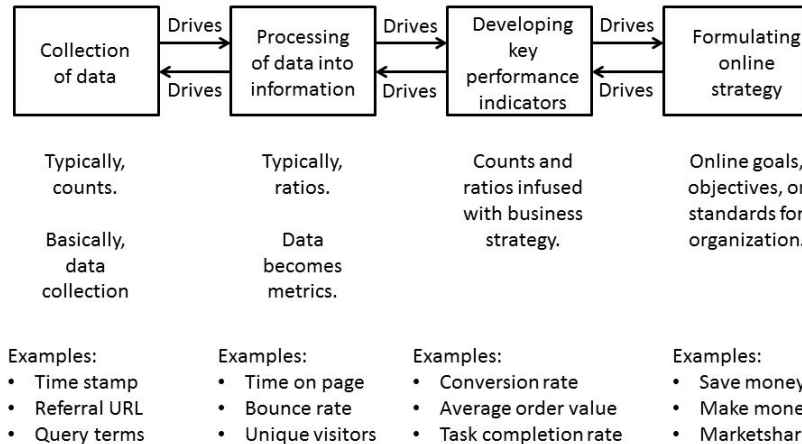 Collection
of data
Drives
Drives
Processing
of data into
information
Drives
Drives
Developing
key
performance
indicators
Drives
Drives
Formulating
online
strategy
Typically,
counts.
Basically,
data
collection
Typically,
ratios.
Data
becomes
metrics.
Counts and
ratios infused
with business
strategy.
Online goals,
objectives, or
standards for
organization.
Examples:
• Time stamp
• Referral URL
• Query terms
Examples:
• Time on page
• Bounce rate
• Unique visitors
Examples:
• Conversion rate
• Average order value
• Task completion rate
Examples:
• Save money
• Make mone
• Marketshar